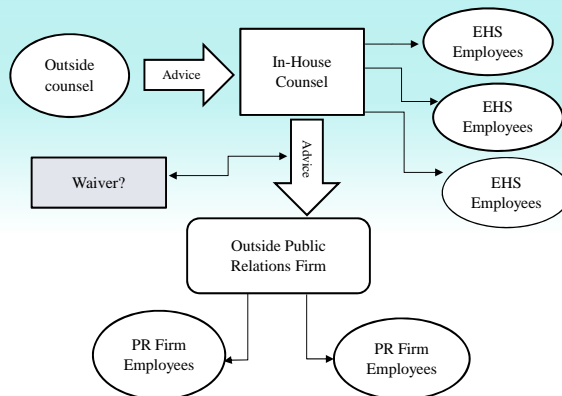 EHS
Employees
Outside
counsel
Advice
In-House
Counsel
EHS
Employees
Waiver?
Advice
EHS
Employees
Outside Public
Relations Firm
PR Firm
Employees
PR Firm
Employees